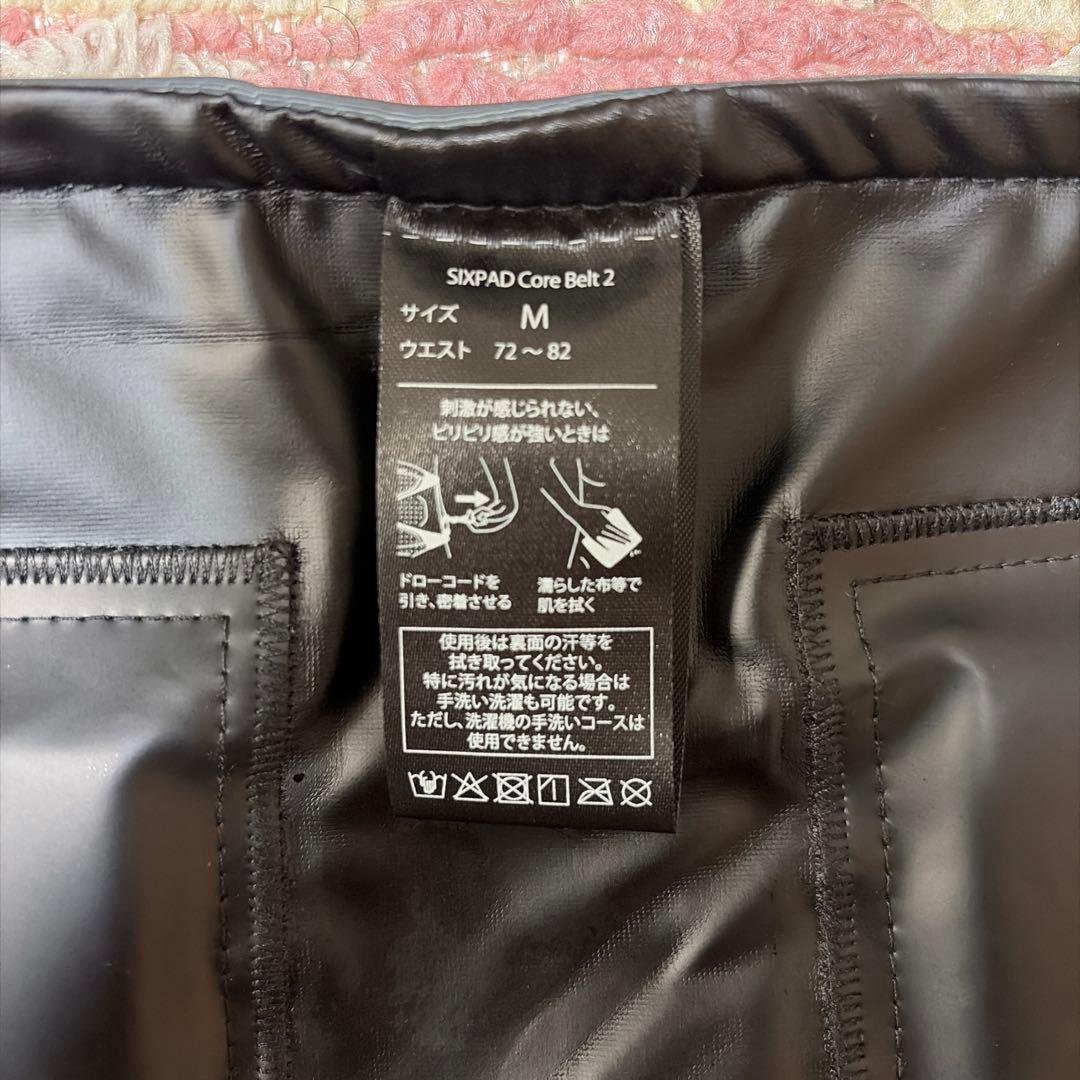 SIXPAD Core Belt 2
サイズ M
ウエスト 72～82
刺激が感じられない、
ピリピリ感が強いときは
ドローコードを
引き、密着させる
濡らした布等で
肌を拭く
使用後は裏面の汗等を
拭き取ってください。
特に汚れが気になる場合は
手洗い洗濯も可能です。
ただし、洗濯機の手洗いコースは
使用できません。